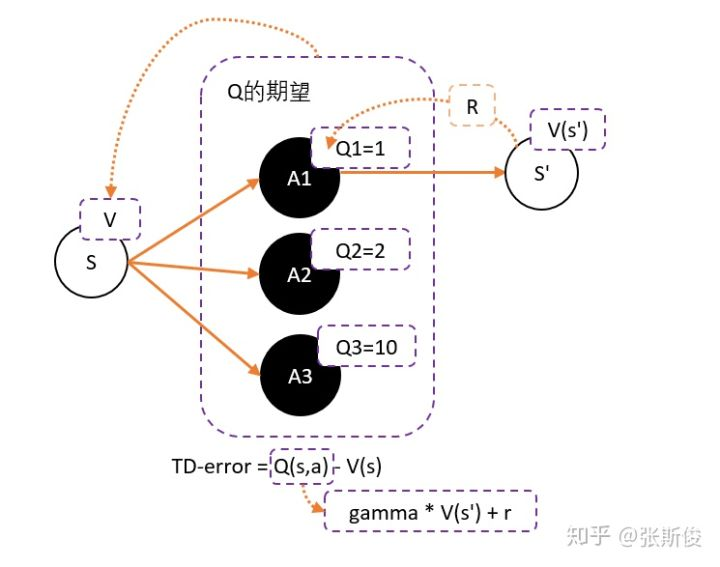 Q的期望
R
V(s')
Q1=1
A1
S'
V
S
Q2=2
A2
Q3=10
A3
TD-error = Q(s,a) - V(s)
gamma * V(s') + r
知乎 @张斯俊